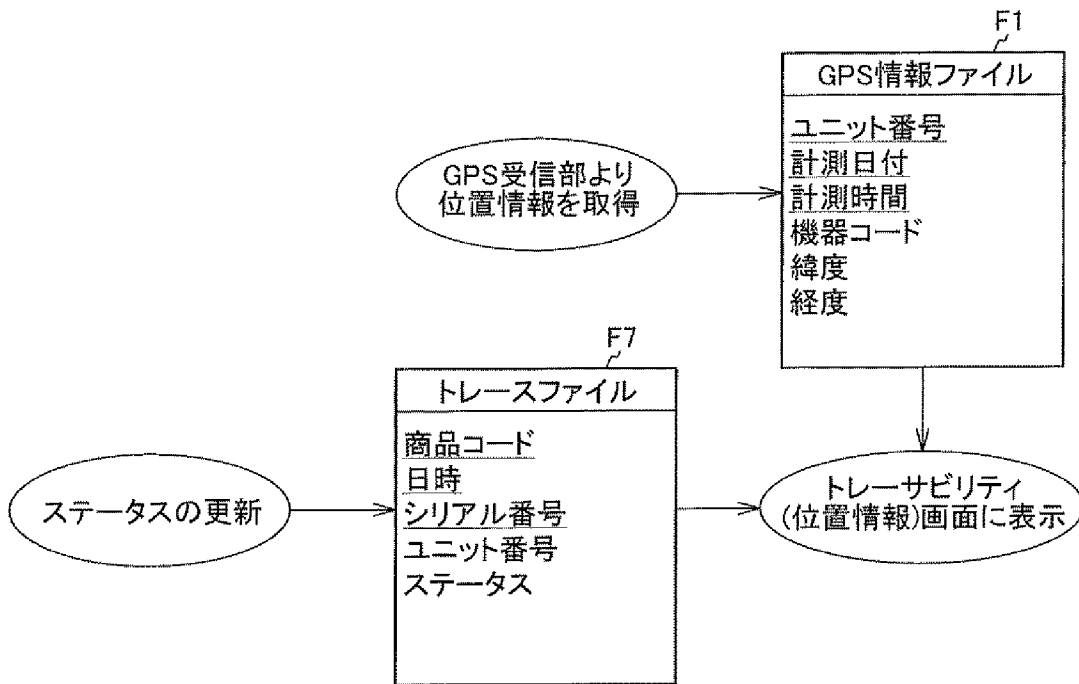 F1
GPS情報ファイル
ユニット番号
計測日付
計測時間
機器コード
緯度
経度
GPS受信部より
位置情報を取得
F7
トレースファイル
商品コード
日時
シリアル番号
ユニット番号
ステータス
ステータスの更新
トレーサビリティ
(位置情報)画面に表示